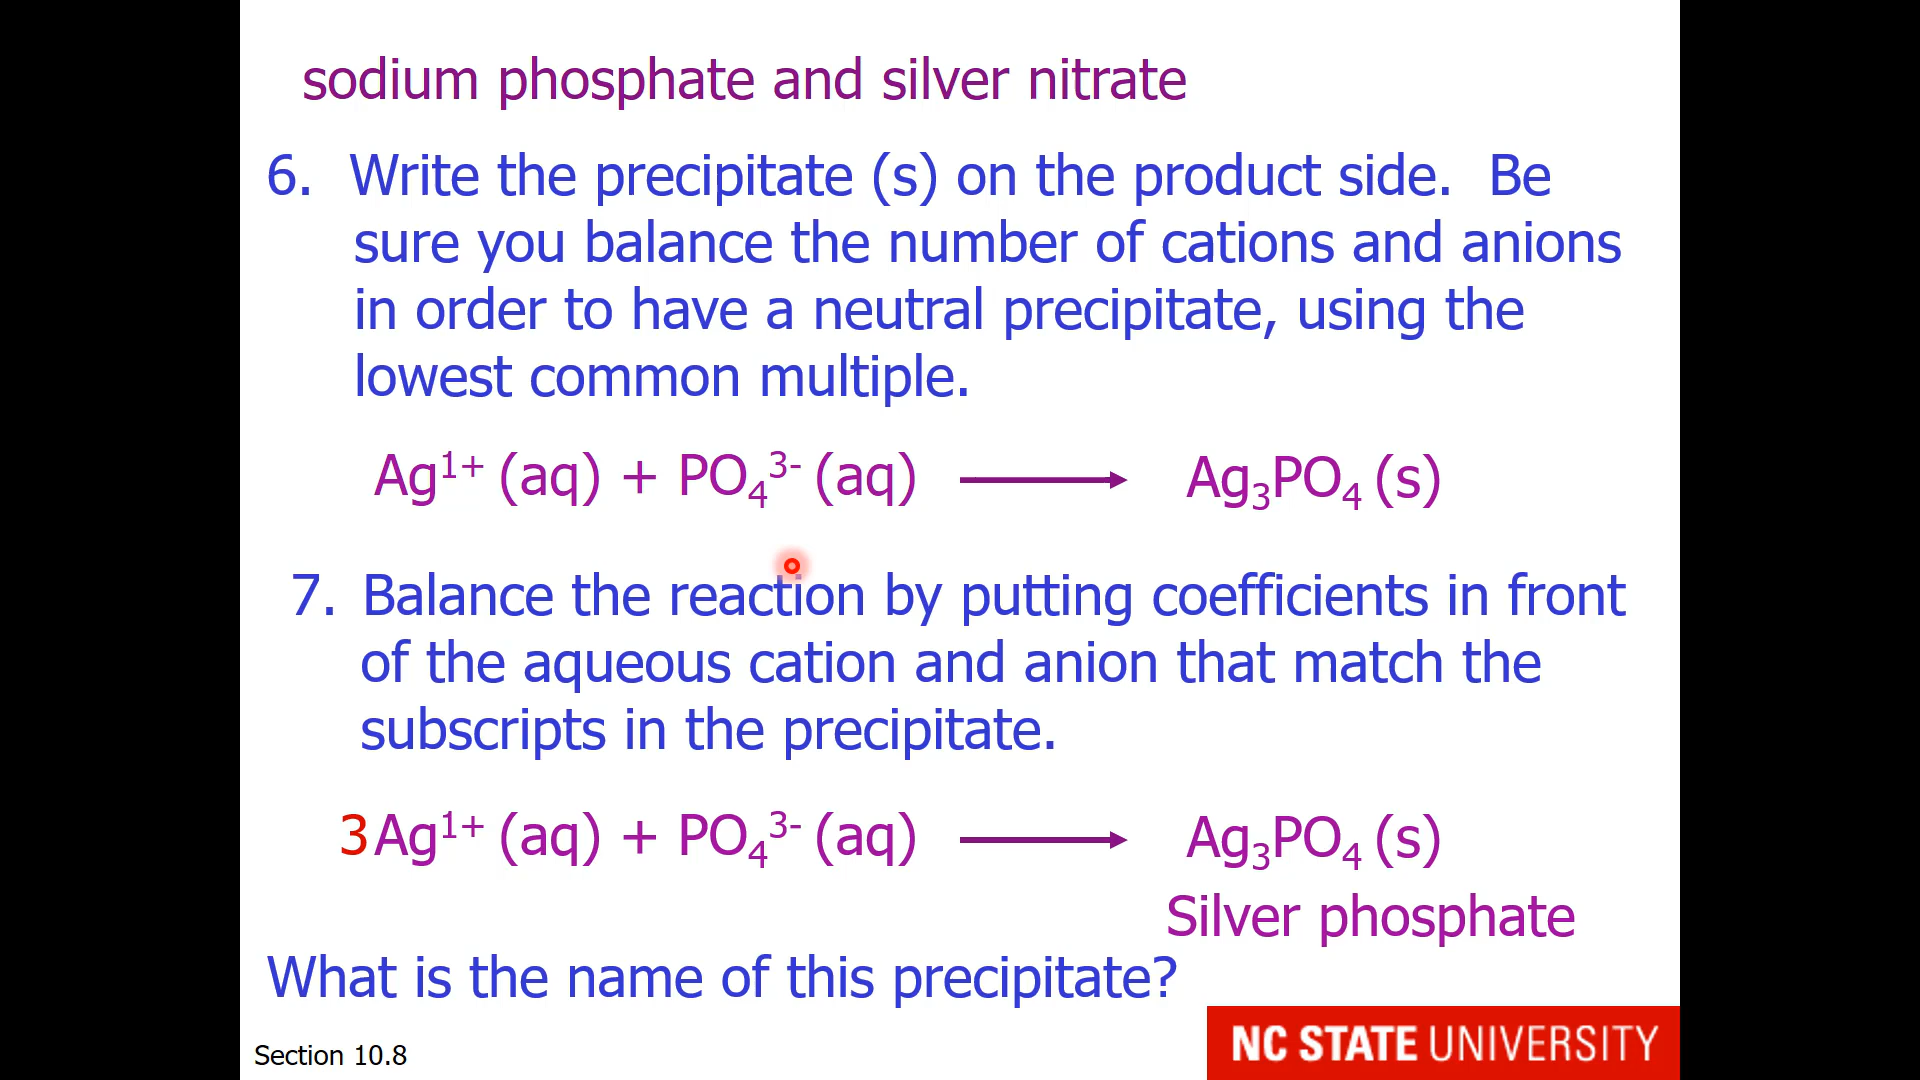 sodium phosphate and silver nitrate
6. Write the precipitate (s) on the product side. Be
sure you balance the number of cations and anions
in order to have a neutral precipitate, using the
lowest common multiple.
Ag¹⁺ (aq) + PO₄³⁻ (aq) ⟶ Ag₃PO₄ (s)
7. Balance the reaction by putting coefficients in front
of the aqueous cation and anion that match the
subscripts in the precipitate.
3Ag¹⁺ (aq) + PO₄³⁻ (aq) ⟶ Ag₃PO₄ (s)
Silver phosphate
What is the name of this precipitate?
Section 10.8
NC STATE UNIVERSITY